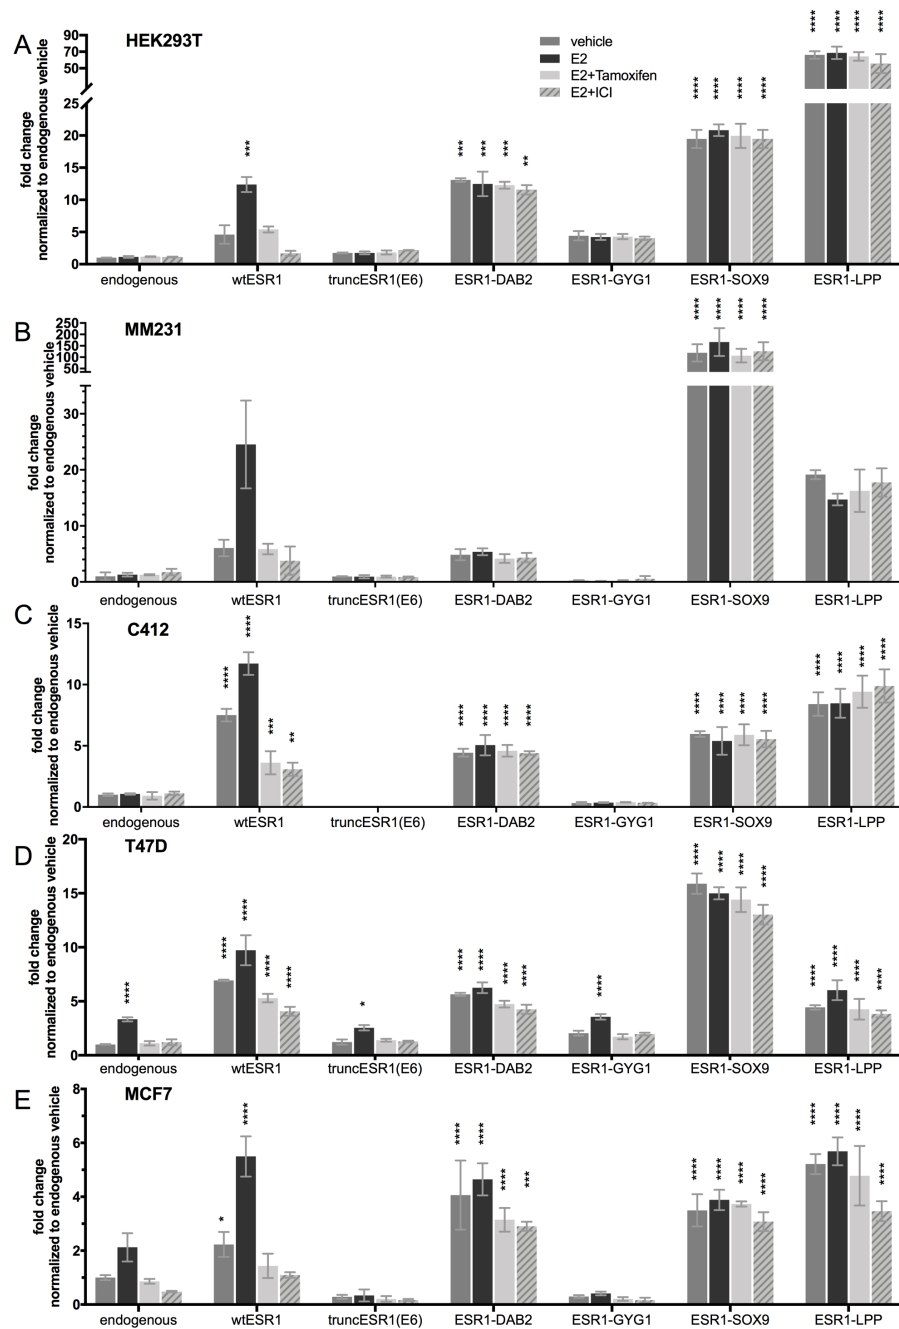 A
HEK293T
vehicle
E2
E2+Tamoxifen
E2+ICI
fold change
normalized to endogenous vehicle
90
70
50
25
20
15
10
5
0
*** *** *** *** ** **** **** **** **** **** **** **** ****
endogenous wtESR1 truncESR1(E6) ESR1-DAB2 ESR1-GYG1 ESR1-SOX9 ESR1-LPP
B
MM231
fold change
normalized to endogenous vehicle
250
200
150
100
50
30
20
10
0
**** **** **** ****
endogenous wtESR1 truncESR1(E6) ESR1-DAB2 ESR1-GYG1 ESR1-SOX9 ESR1-LPP
C
C412
fold change
normalized to endogenous vehicle
15
10
5
0
**** **** *** ** **** **** **** **** **** **** **** **** **** **** **** ****
endogenous wtESR1 truncESR1(E6) ESR1-DAB2 ESR1-GYG1 ESR1-SOX9 ESR1-LPP
D
T47D
fold change
normalized to endogenous vehicle
20
15
10
5
0
**** **** **** **** **** * **** **** **** **** **** **** **** **** **** **** **** **** ****
endogenous wtESR1 truncESR1(E6) ESR1-DAB2 ESR1-GYG1 ESR1-SOX9 ESR1-LPP
E
MCF7
fold change
normalized to endogenous vehicle
8
6
4
2
0
* **** **** **** **** *** **** **** **** **** **** **** **** ****
endogenous wtESR1 truncESR1(E6) ESR1-DAB2 ESR1-GYG1 ESR1-SOX9 ESR1-LPP